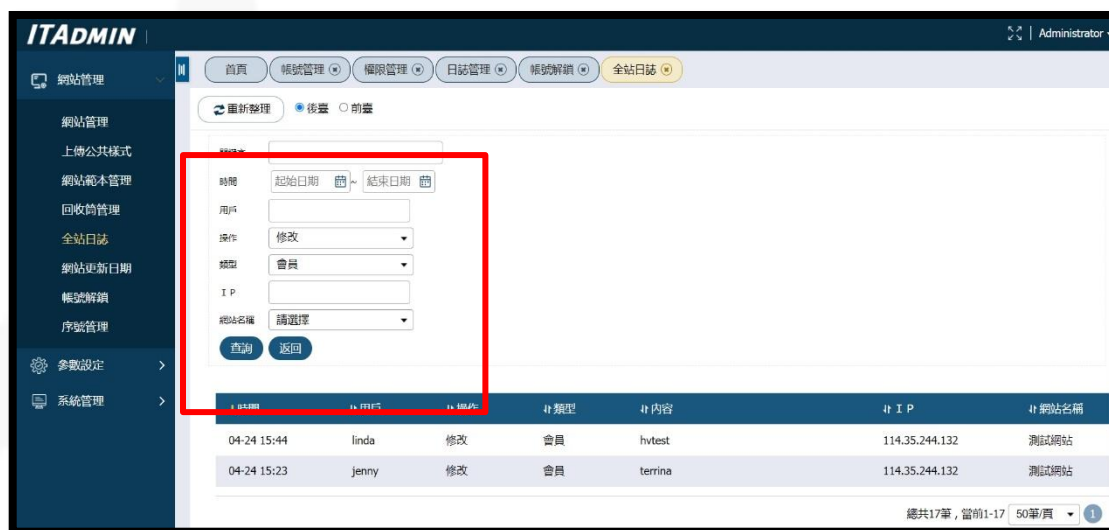 ITADMIN | Administrator
網站管理
網站管理
上傳公共樣式
網站範本管理
回收筒管理
全站日誌
網站更新日期
帳號解鎖
序號管理
參數設定
系統管理
首頁 帳號管理 權限管理 日誌管理 帳號解鎖 全站日誌
重新整理 後臺 前臺
時間 起始日期 ~ 結束日期
用戶
操作 修改
類型 會員
I P
網站名稱 請選擇
查詢 返回
時間 用戶 操作 類型 内容 I P 網站名稱
04-24 15:44 linda 修改 會員 hvtest 114.35.244.132 測試網站
04-24 15:23 jenny 修改 會員 terrina 114.35.244.132 測試網站
總共17筆 , 當前1-17 50筆/頁 1